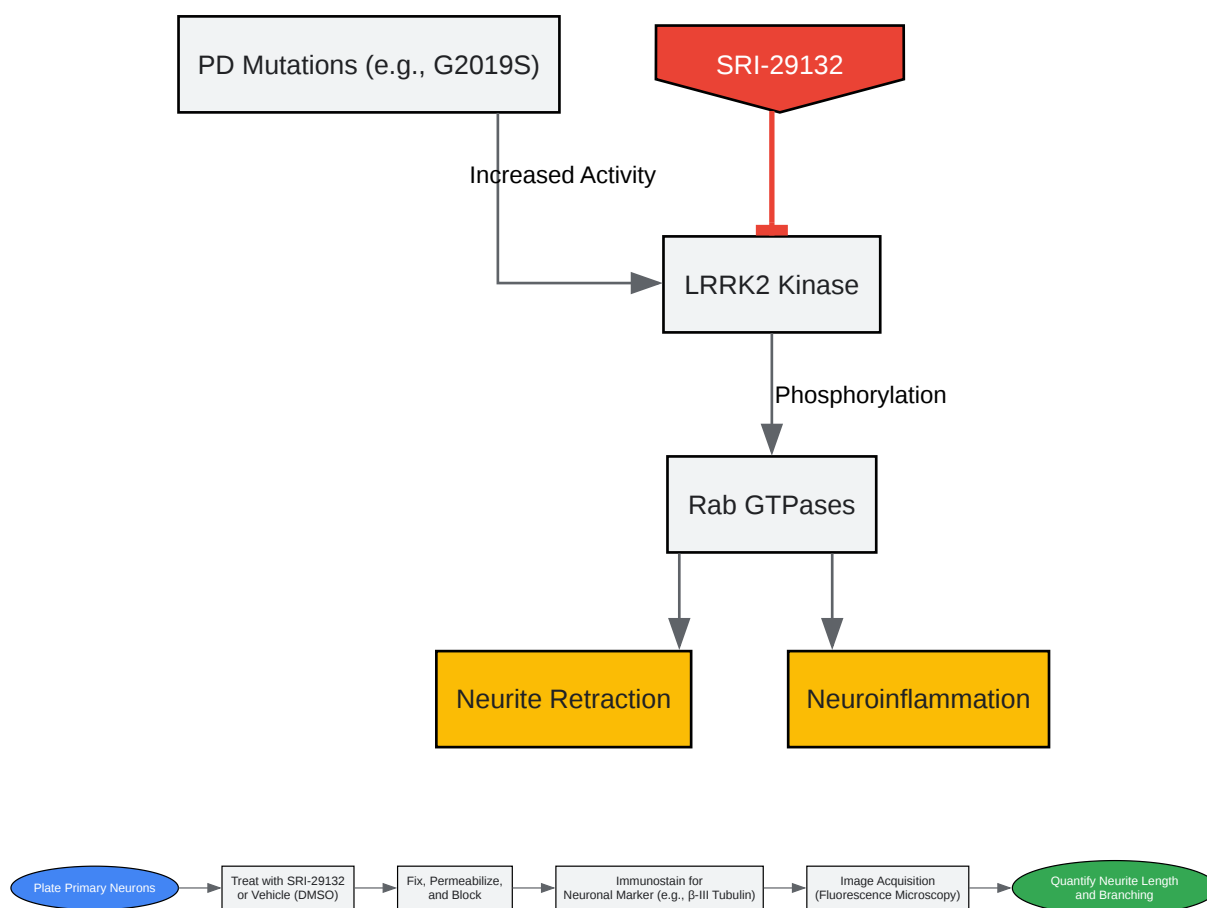 PD Mutations (e.g., G2019S)
SRI-29132
Increased Activity
LRRK2 Kinase
Phosphorylation
Rab GTPases
Neurite Retraction
Neuroinflammation
Plate Primary Neurons
Treat with SRI-29132
or Vehicle (DMSO)
Fix, Permeabilize,
and Block
Immunostain for
Neuronal Marker (e.g., β-III Tubulin)
Image Acquisition
(Fluorescence Microscopy)
Quantify Neurite Length
and Branching